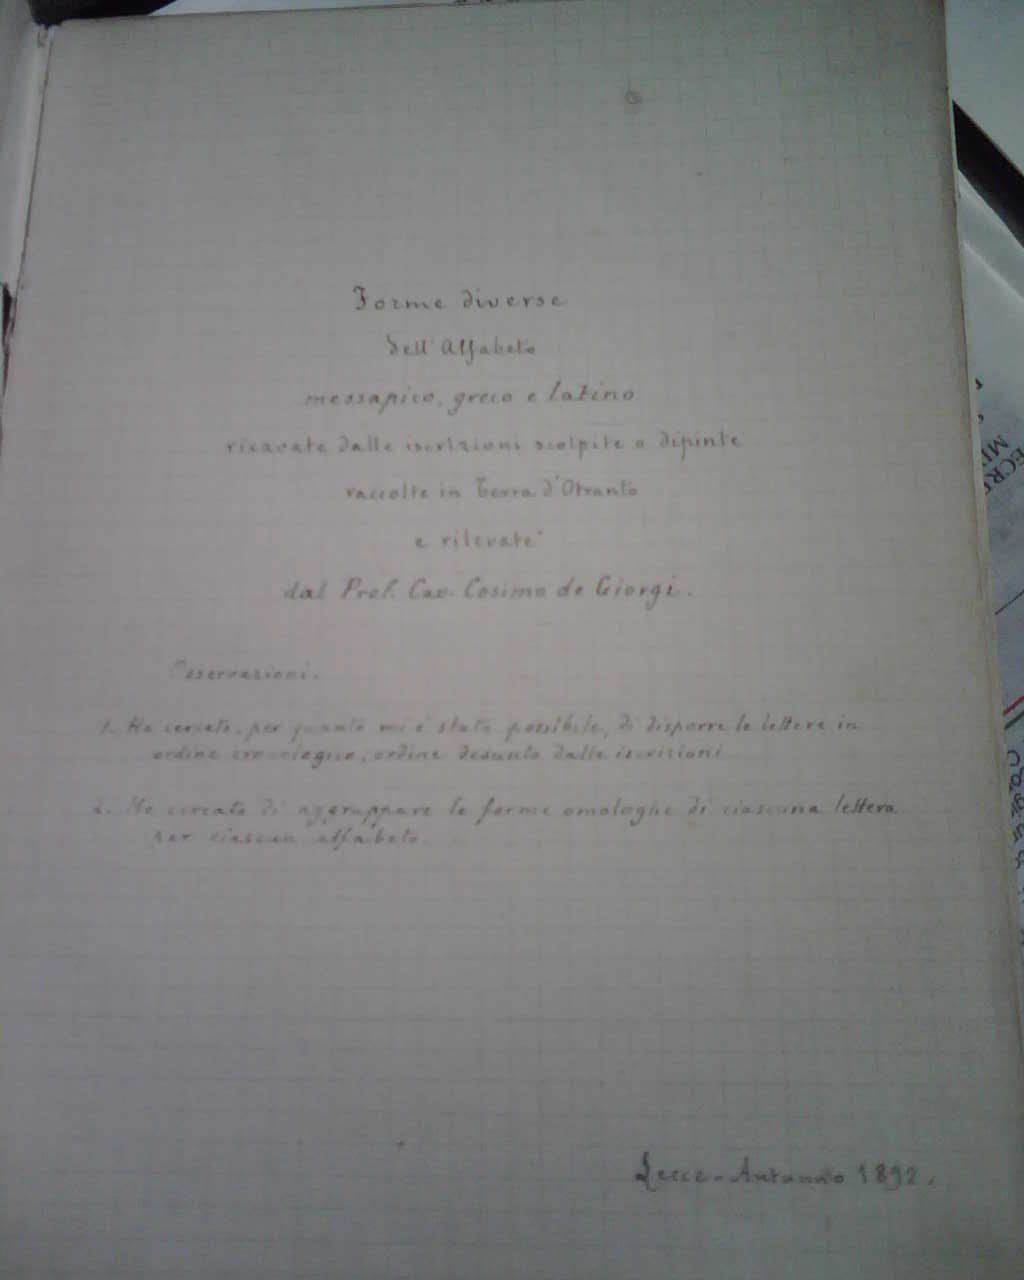 Forme diverse
dell'Alfabeto
messapico, greco e latino
ricavate dalle iscrizioni scolpite o dipinte
raccolte in Terra d'Otranto
e rilevate
dal Prof. Cav. Cosimo de Giorgi.
Osservazioni.
1. Ho cercato, per quanto mi è stato possibile, di disporre le lettere in
ordine cronologico, ordine desunto dalle iscrizioni
2. Ho cercato di aggruppare le forme omologhe di ciascuna lettera
per ciascun alfabeto.
Lecce - Autunno 1892.